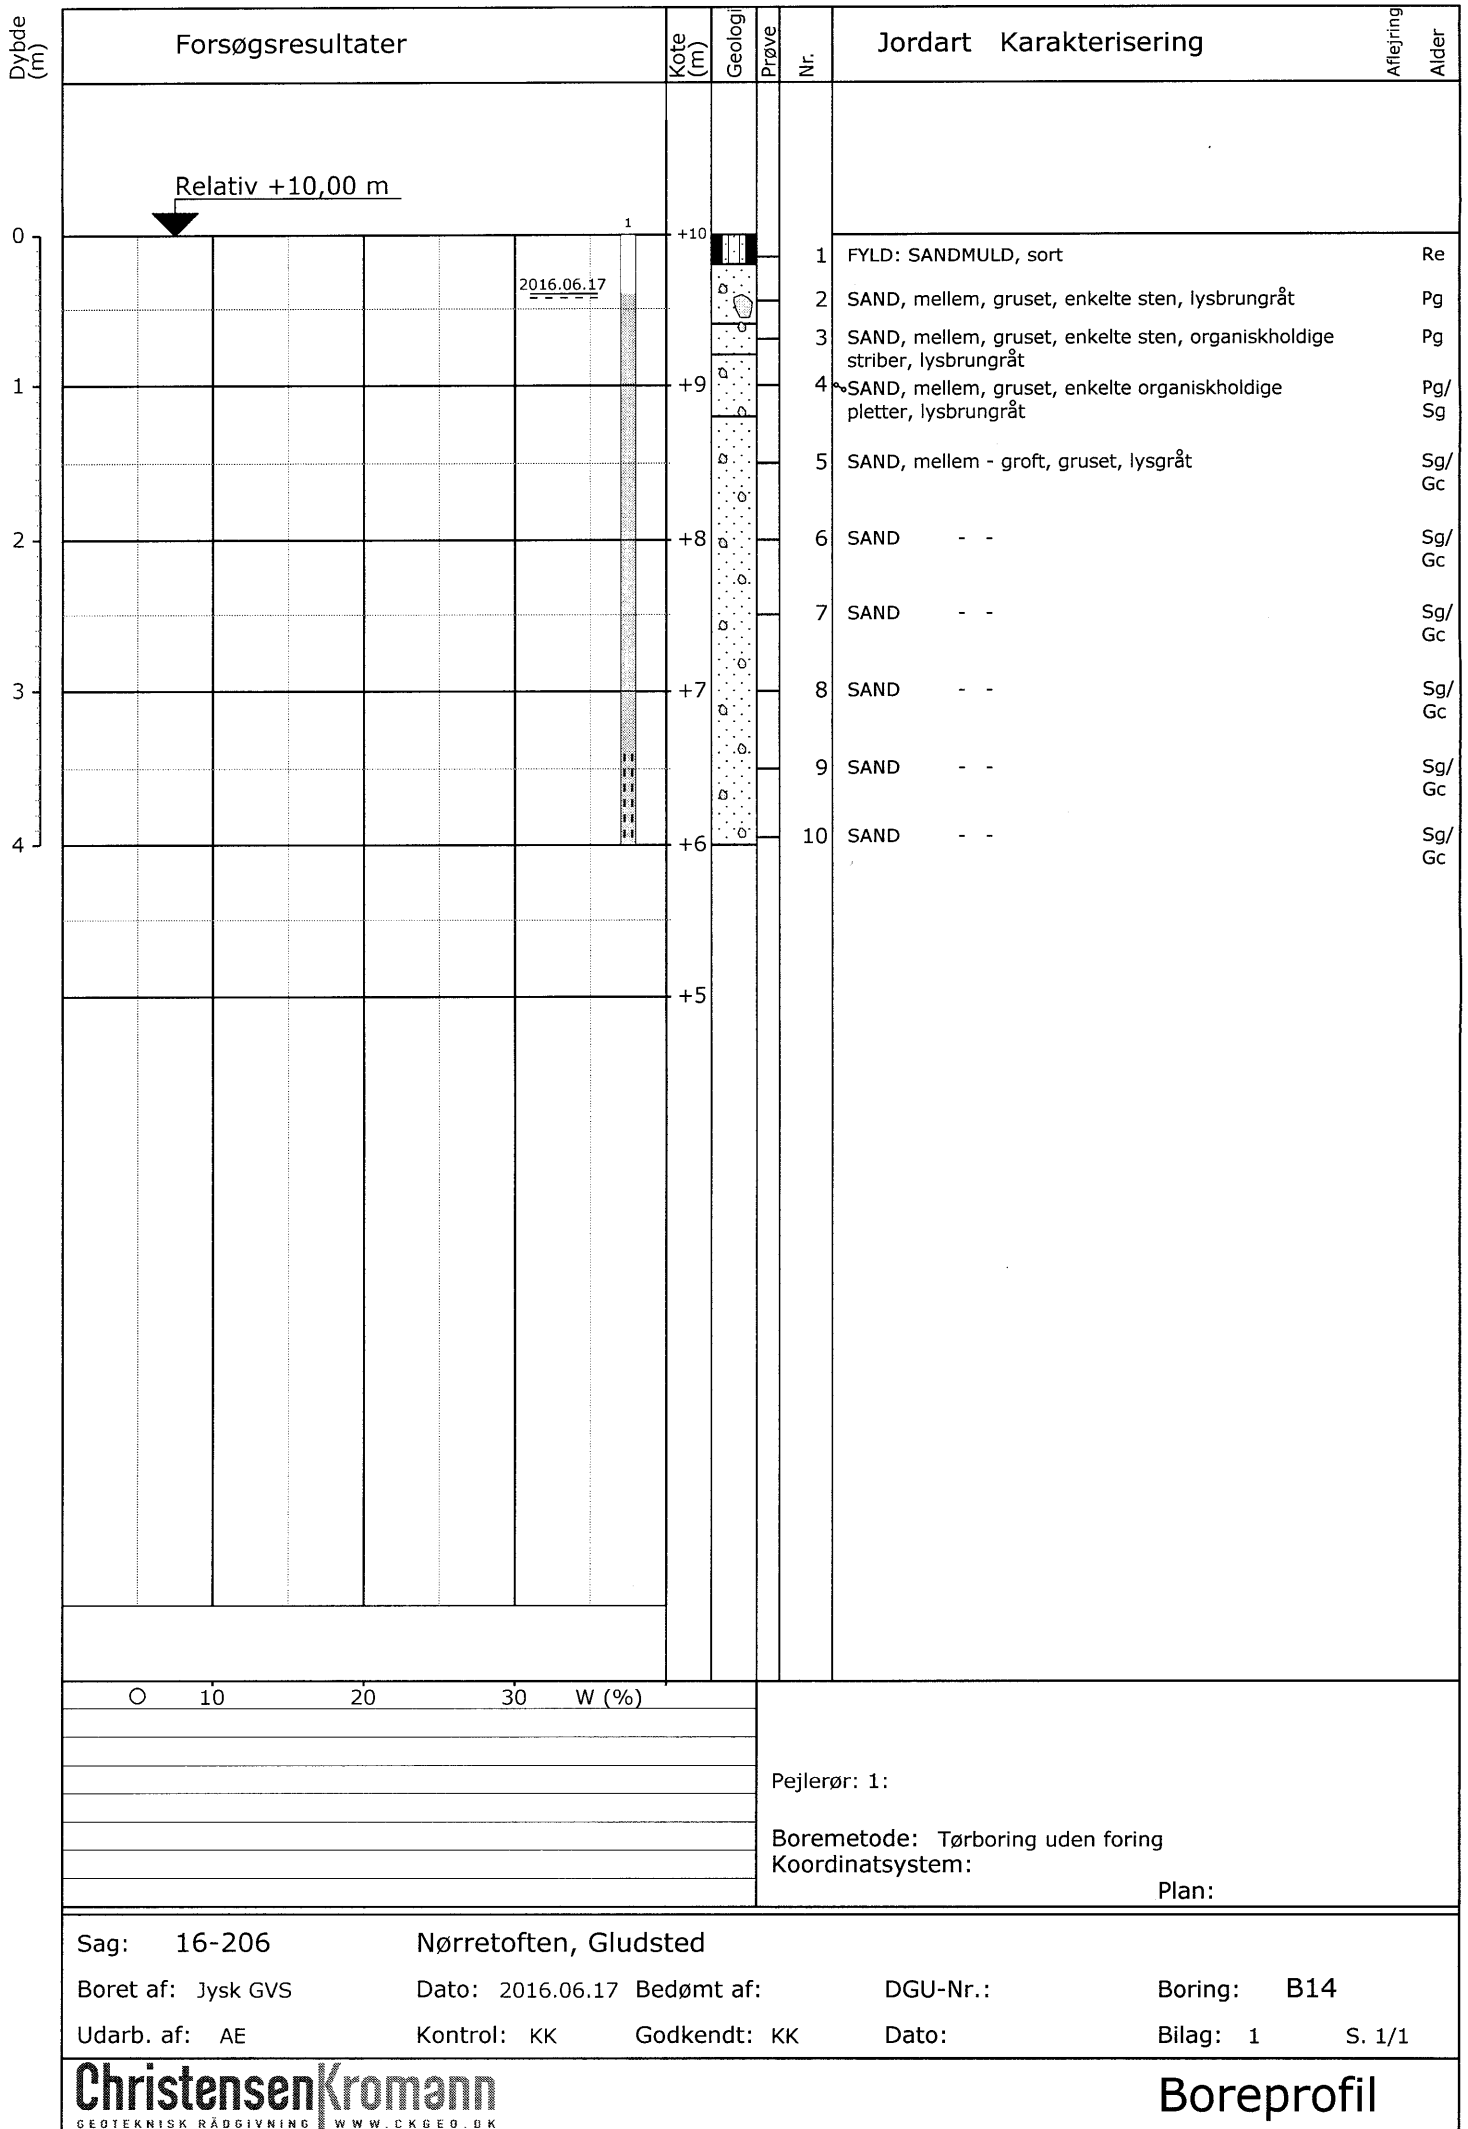 Dybde (m)
Forsøgsresultater
Kote (m)
Geologi
Prøve
Nr.
Jordart Karakterisering
Aflejring
Alder
Relativ +10,00 m
1
0
+10
2016.06.17
1 FYLD: SANDMULD, sort Re
2 SAND, mellem, gruset, enkelte sten, lysbrungråt Pg
3 SAND, mellem, gruset, enkelte sten, organiskholdige Pg
striber, lysbrungråt
1 +9
4 SAND, mellem, gruset, enkelte organiskholdige Pg/
pletter, lysbrungråt Sg
5 SAND, mellem - groft, gruset, lysgråt Sg/
Gc
2 +8
6 SAND - - Sg/
Gc
7 SAND - - Sg/
Gc
3 +7
8 SAND - - Sg/
Gc
9 SAND - - Sg/
Gc
4 +6
10 SAND - - Sg/
Gc
+5
10 20 30 W (%)
Pejlerør: 1:
Boremetode: Tørboring uden foring
Koordinatsystem:
Plan:
Sag: 16-206 Nørretoften, Gludsted
Boret af: Jysk GVS Dato: 2016.06.17 Bedømt af: DGU-Nr.: Boring: B14
Udarb. af: AE Kontrol: KK Godkendt: KK Dato: Bilag: 1 S. 1/1
ChristensenKromann
GEOTEKNISK RÅDGIVNING WWW.CKGEO.DK
Boreprofil